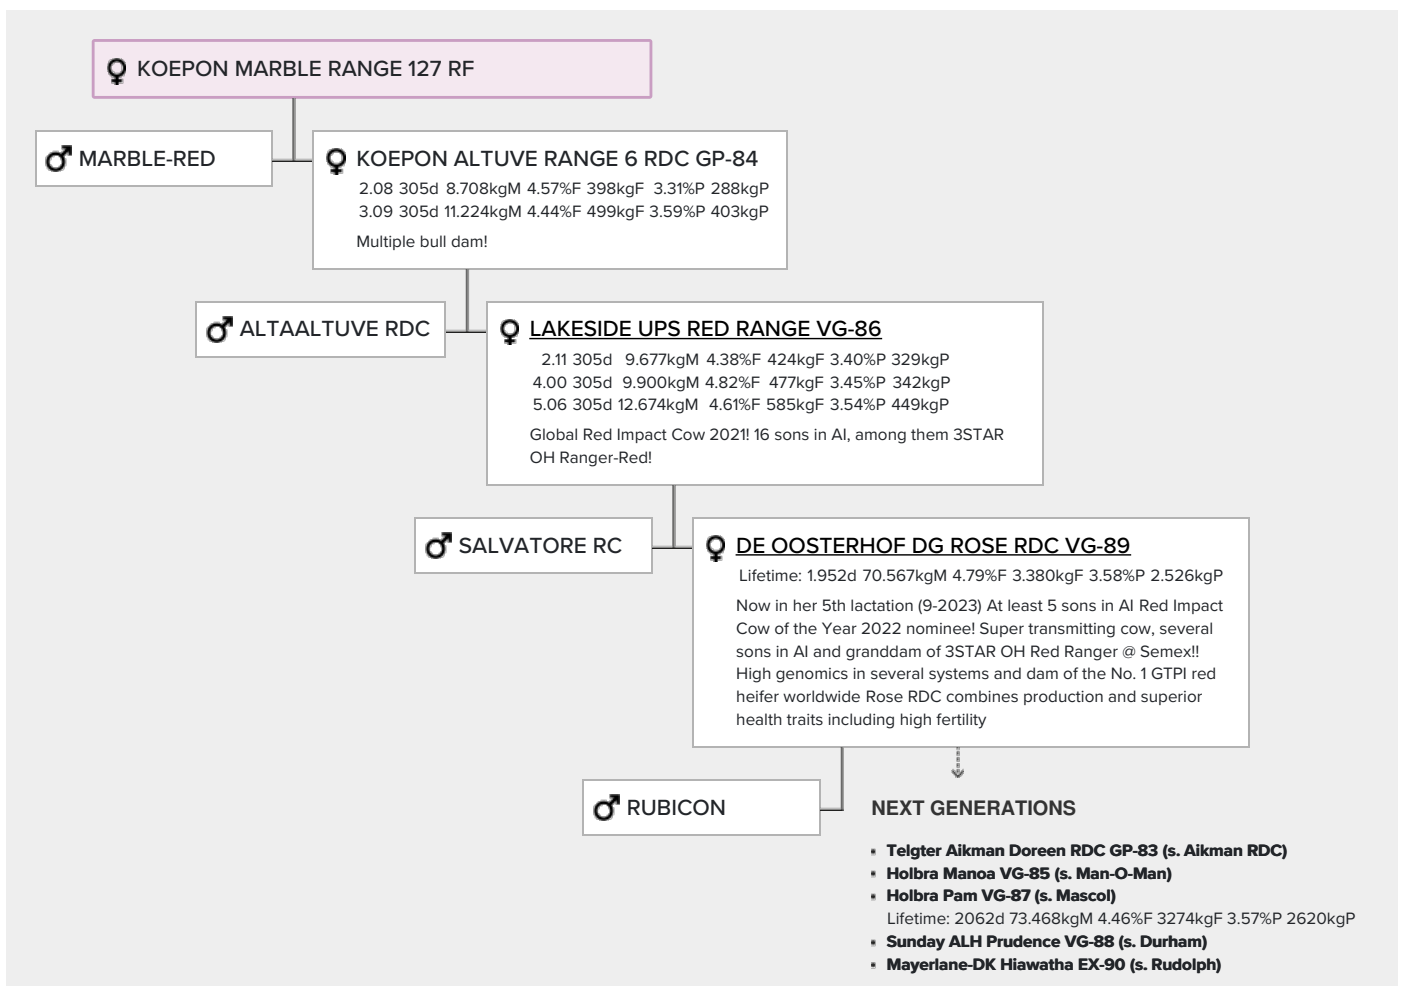 KOEPON MARBLE RANGE 127 RF
MARBLE-RED
KOEPON ALTUVE RANGE 6 RDC GP-84
2.08 305d 8.708kgM 4.57%F 398kgF 3.31%P 288kgP
3.09 305d 11.224kgM 4.44%F 499kgF 3.59%P 403kgP
Multiple bull dam!
ALTAALTUVE RDC
LAKESIDE UPS RED RANGE VG-86
2.11 305d 9.677kgM 4.38%F 424kgF 3.40%P 329kgP
4.00 305d 9.900kgM 4.82%F 477kgF 3.45%P 342kgP
5.06 305d 12.674kgM 4.61%F 585kgF 3.54%P 449kgP
Global Red Impact Cow 2021! 16 sons in AI, among them 3STAR
OH Ranger-Red!
SALVATORE RC
DE OOSTERHOF DG ROSE RDC VG-89
Lifetime: 1.952d 70.567kgM 4.79%F 3.380kgF 3.58%P 2.526kgP
Now in her 5th lactation (9-2023) At least 5 sons in AI Red Impact
Cow of the Year 2022 nominee! Super transmitting cow, several
sons in AI and granddam of 3STAR OH Red Ranger @ Semex!!
High genomics in several systems and dam of the No. 1 GTPI red
heifer worldwide Rose RDC combines production and superior
health traits including high fertility
RUBICON
NEXT GENERATIONS
Telgter Aikman Doreen RDC GP-83 (s. Aikman RDC)
Holbra Manoa VG-85 (s. Man-O-Man)
Holbra Pam VG-87 (s. Mascol)
Lifetime: 2062d 73.468kgM 4.46%F 3274kgF 3.57%P 2620kgP
Sunday ALH Prudence VG-88 (s. Durham)
Mayerlane-DK Hiawatha EX-90 (s. Rudolph)